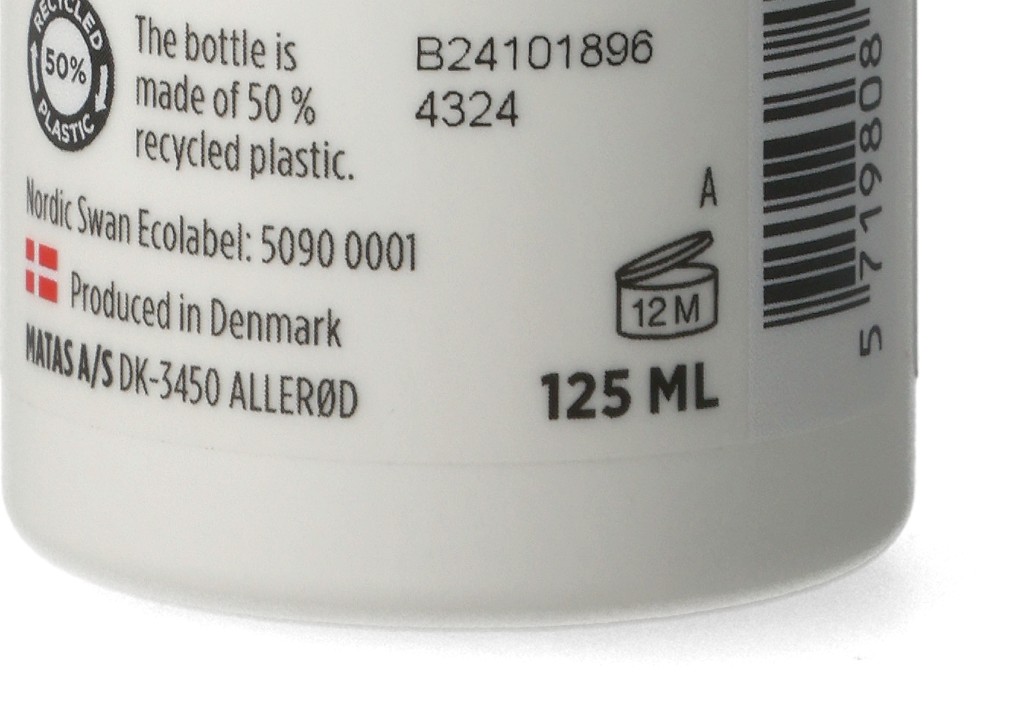 RECYCLED
50%
PLASTIC
The bottle is
made of 50 %
recycled plastic.
B24101896
4324
Nordic Swan Ecolabel: 5090 0001
Produced in Denmark
MATAS A/S DK-3450 ALLERØD
A
12 M
125 ML
5 719808